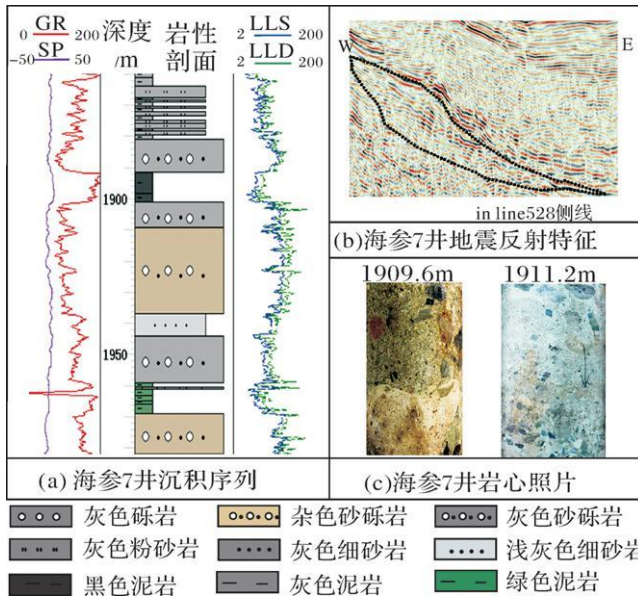 GR
0 200
SP
-50 50
深度
/m
岩性
剖面
LLS
2 200
LLD
2 200
1900
1950
(a)海参7井沉积序列
W
E
in line528侧线
(b)海参7井地震反射特征
1909.6m 1911.2m
(c)海参7井岩心照片
灰色砾岩 杂色砂砾岩 灰色砂砾岩
灰色粉砂岩 灰色细砂岩 浅灰色细砂岩
黑色泥岩 灰色泥岩 绿色泥岩